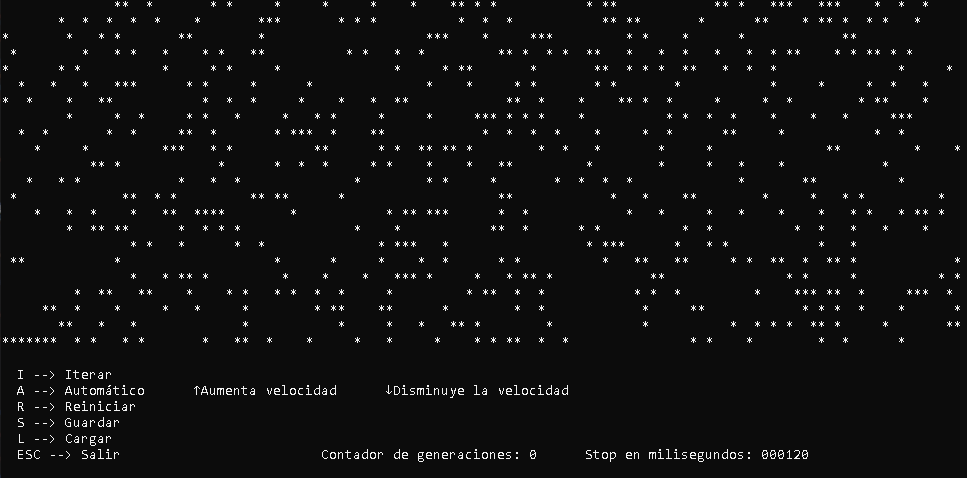 I --> Iterar
A --> Automático ↑Aumenta velocidad ↓Disminuye la velocidad
R --> Reiniciar
S --> Guardar
L --> Cargar
ESC --> Salir Contador de generaciones: 0 Stop en milisegundos: 000120